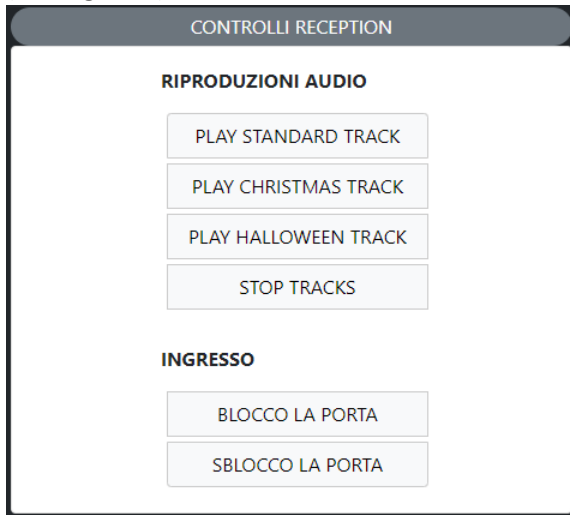 CONTROLLI RECEPTION
RIPRODUZIONI AUDIO
PLAY STANDARD TRACK
PLAY CHRISTMAS TRACK
PLAY HALLOWEEN TRACK
STOP TRACKS
INGRESSO
BLOCCO LA PORTA
SBLOCCO LA PORTA